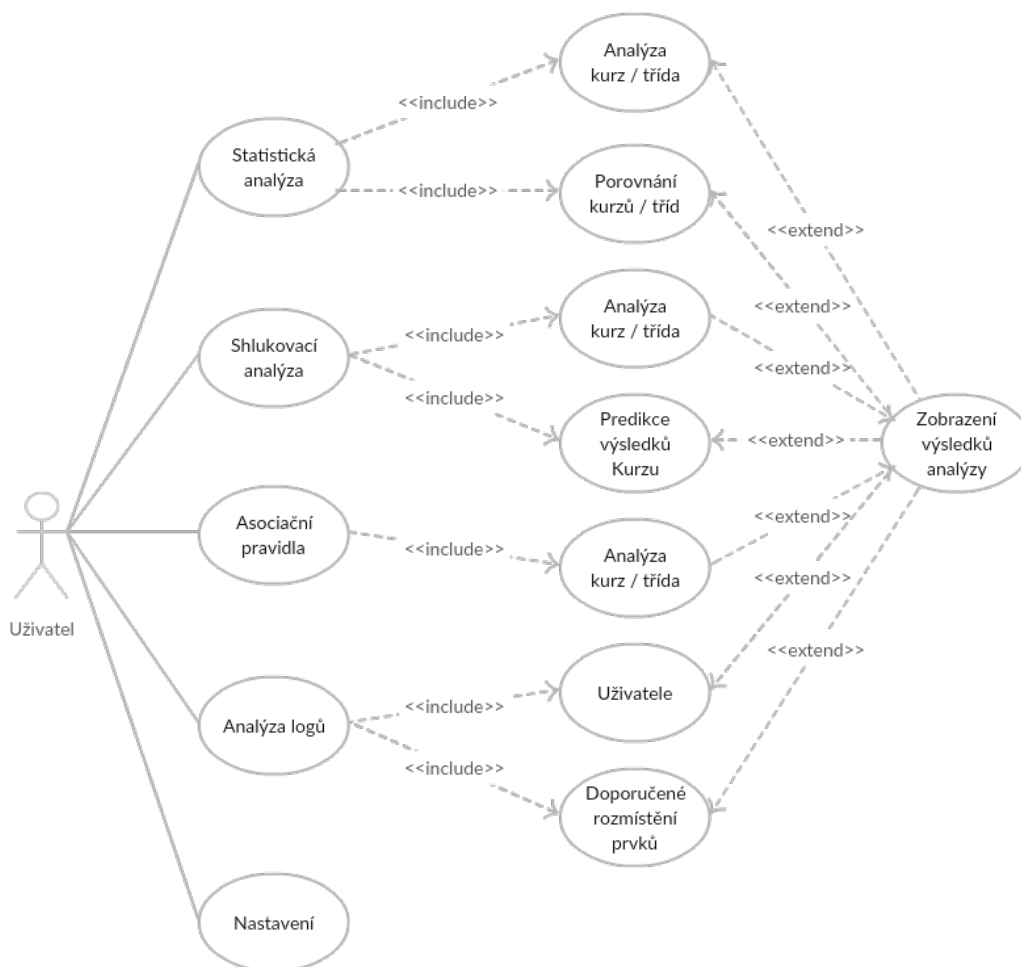 Analýza
kurz / třída
<<include>>
Statistická
analýza
<<include>>
Porovnání
kurzů / tříd
<<extend>>
<<extend>>
Shlukovací
analýza
<<include>>
Analýza
kurz / třída
<<extend>>
<<include>>
Predikce
výsledků
Kurzu
<<extend>>
Zobrazení
výsledků
analýzy
Uživatel
Asociační
pravidla
<<include>>
Analýza
kurz / třída
<<extend>>
<<extend>>
<<extend>>
Analýza logů
<<include>>
Uživatele
<<include>>
Doporučené
rozmístění
prvků
Nastavení